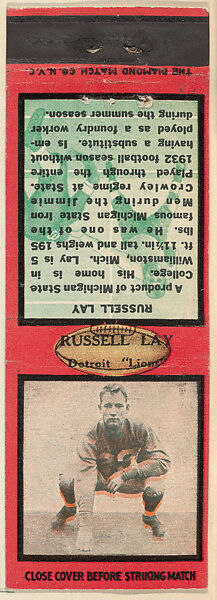 THE DIAMOND MATCH CO. N.Y.C.
RUSSELL LAY
A product of Michigan State
College. His home is in
Williamston, Mich. Lay is 5
ft. 11½ in. tall and weighs 195
lbs. He was one of the
famous Michigan State Iron
Men during the Jimmie
Crowley regime at State.
Played through the entire
1932 football season without
having a substitute. Is em-
ployed as a foundry worker
during the summer season.
RUSSELL LAY
Detroit "Lions"
CLOSE COVER BEFORE STRIKING MATCH